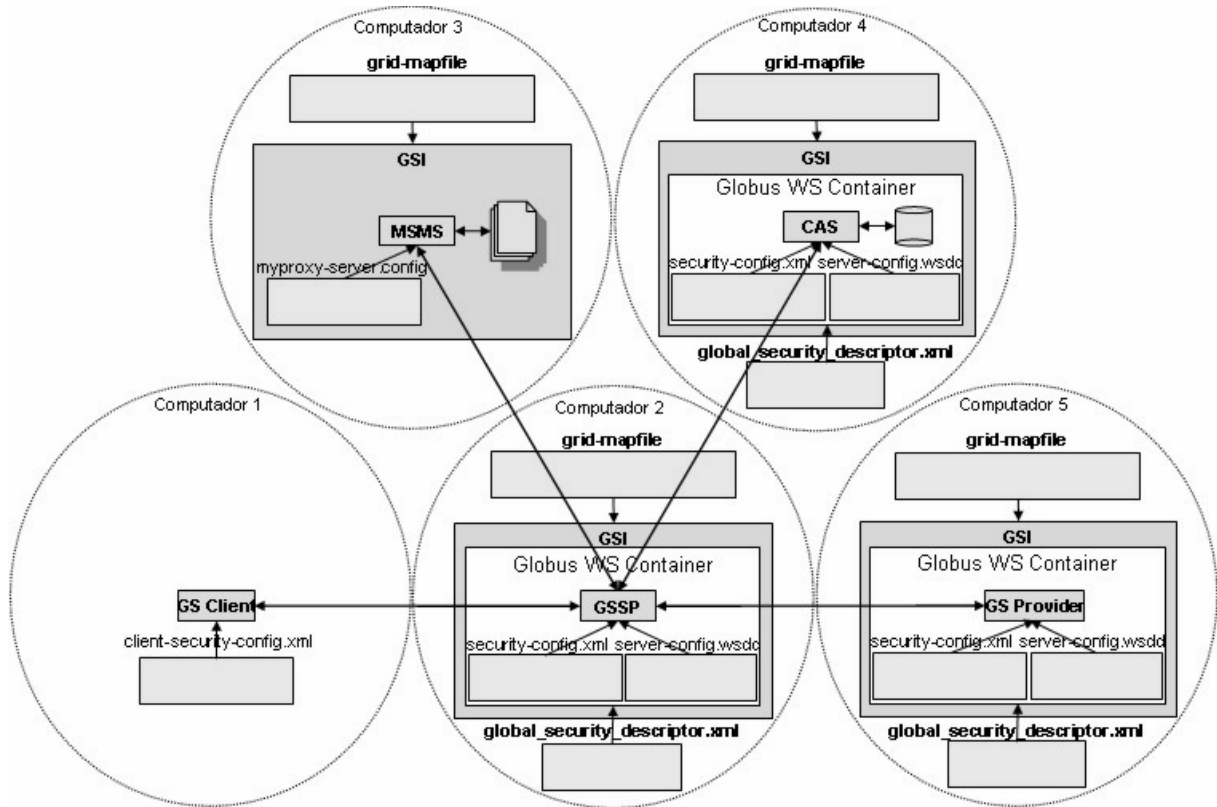 Computador 3
grid-mapfile
GSI
MSMS
myproxy-server.config
Computador 4
grid-mapfile
GSI
Globus WS Container
CAS
security-config.xml server-config.wsdd
global_security_descriptor.xml
Computador 1
GS Client
client-security-config.xml
Computador 2
grid-mapfile
GSI
Globus WS Container
GSSP
security-config.xml server-config.wsdd
global_security_descriptor.xml
Computador 5
grid-mapfile
GSI
Globus WS Container
GS Provider
security-config.xml server-config.wsdd
global_security_descriptor.xml